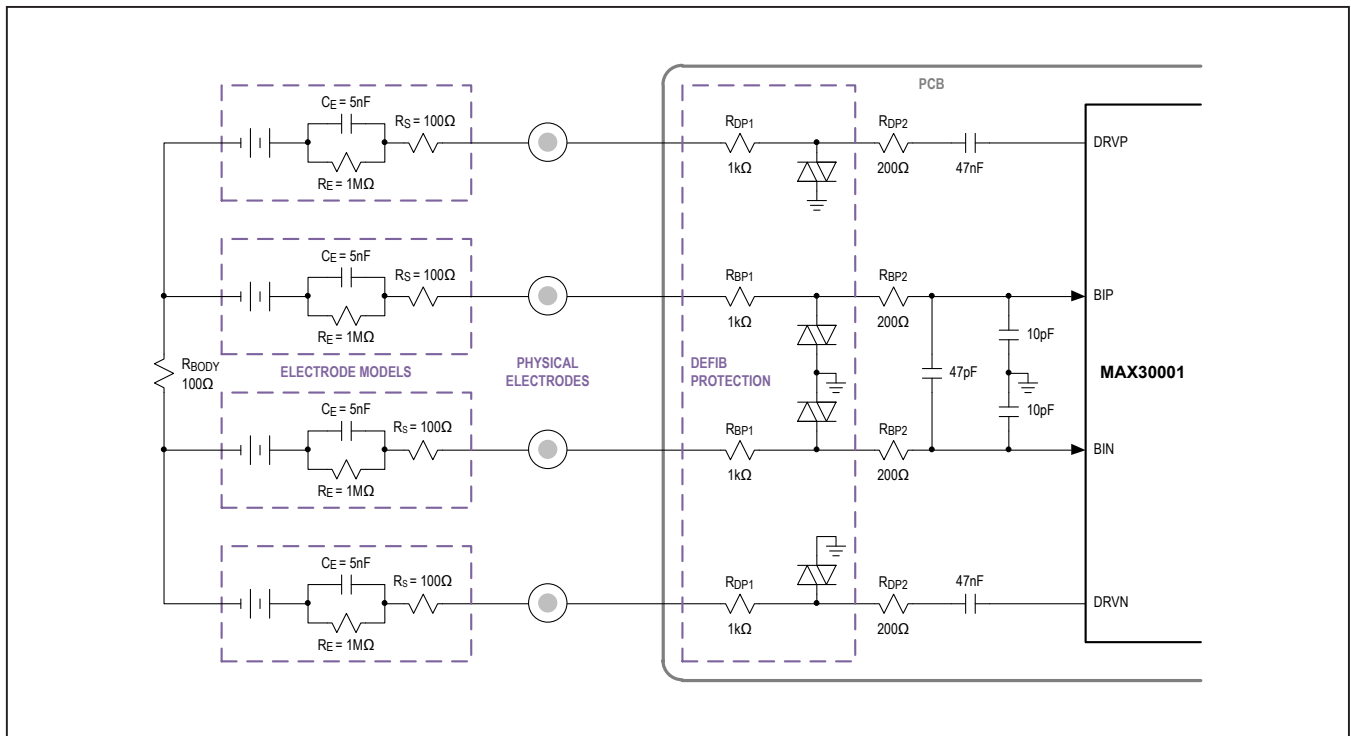 PCB
CE = 5nF
RS = 100Ω
RE = 1MΩ
RDP1
1kΩ
RDP2
200Ω
47nF
DRVP
CE = 5nF
RS = 100Ω
RE = 1MΩ
RBP1
1kΩ
RBP2
200Ω
BIP
10pF
RBODY
100Ω
ELECTRODE MODELS
PHYSICAL
ELECTRODES
DEFIB
PROTECTION
47pF
MAX30001
10pF
CE = 5nF
RS = 100Ω
RE = 1MΩ
RBP1
1kΩ
RBP2
200Ω
BIN
CE = 5nF
RS = 100Ω
RE = 1MΩ
RDP1
1kΩ
RDP2
200Ω
47nF
DRVN